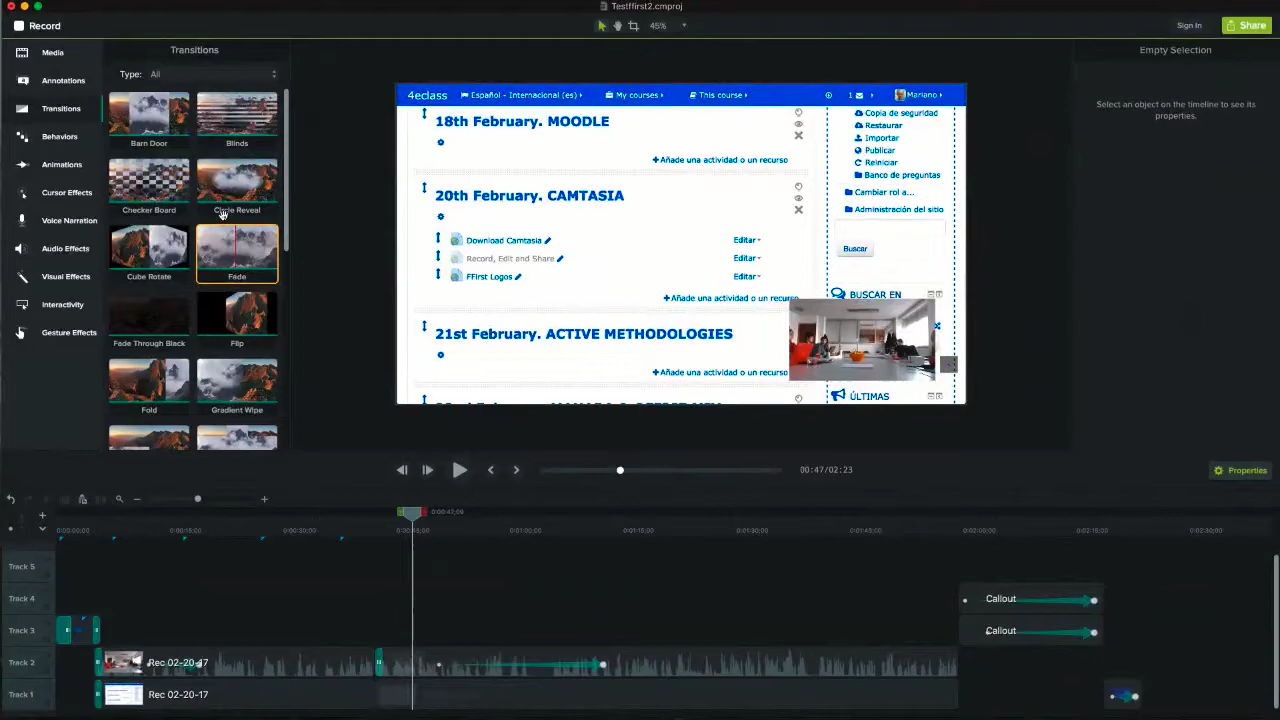 Testffirst2.cmproj
Record
45%
Sign In
Share
Media
Annotations
Transitions
Behaviors
Animations
Cursor Effects
Voice Narration
Audio Effects
Visual Effects
Interactivity
Gesture Effects
Transitions
Type: All
Barn Door
Blinds
Checker Board
Circle Reveal
Cube Rotate
Fade
Fade Through Black
Flip
Fold
Gradient Wipe
4eclass
Español - Internacional (es)
My courses
This course
1
Mariano
18th February. MOODLE
+Añade una actividad o un recurso
20th February. CAMTASIA
Download Camtasia
Editar
Record, Edit and Share
Editar
FFirst Logos
Editar
+Añade una actividad o un recurso
21st February. ACTIVE METHODOLOGIES
+Añade una actividad o un recurso
Copia de seguridad
Restaurar
Importar
Publicar
Reiniciar
Banco de preguntas
Cambiar rol a...
Administración del sitio
Buscar
BUSCAR EN
ÚLTIMAS
Empty Selection
Select an object on the timeline to see its
properties.
00:47/02:23
Properties
0:00:47;09
0:00:00;00
0:00:15;00
0:00:30;00
0:00:45;00
0:01:00;00
0:01:15;00
0:01:30;00
0:01:45;00
0:02:00;00
0:02:15;00
0:02:30;00
Track 5
Track 4
Callout
Track 3
Callout
Track 2
Rec 02-20-17
Track 1
Rec 02-20-17